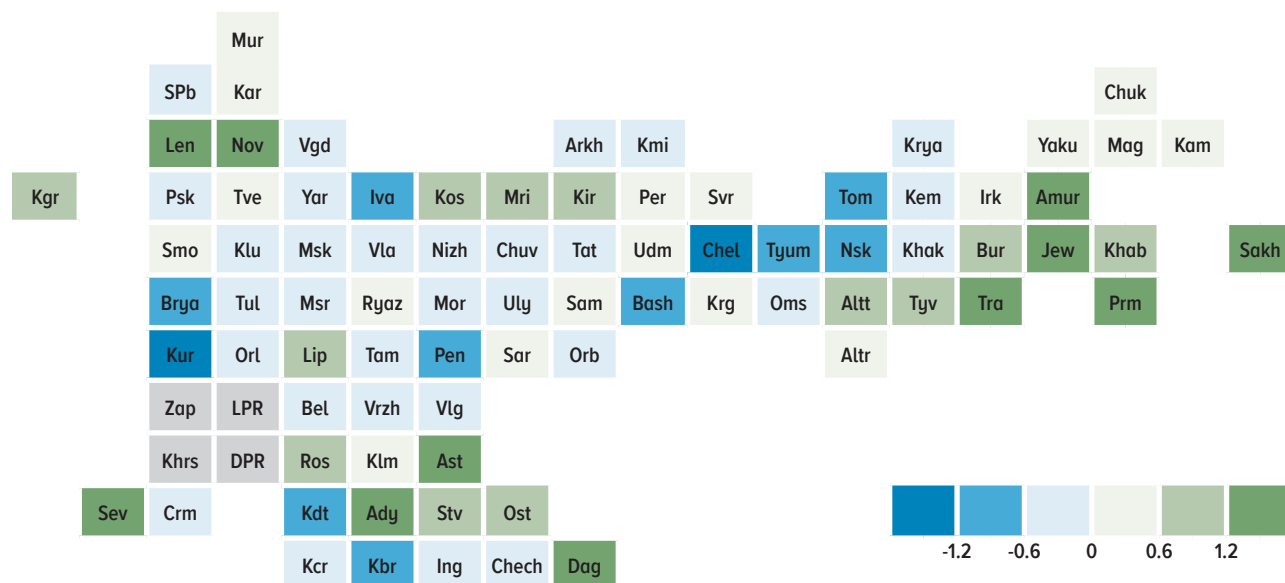 Mur
SPb Kar Chuk
Len Nov Vgd Arkh Kmi Krya Yaku Mag Kam
Kgr Psk Tve Yar Iva Kos Mri Kir Per Svr Tom Kem Irk Amur
Smo Klu Msk Vla Nizh Chuv Tat Udm Chel Tyum Nsk Khak Bur Jew Khab Sakh
Brya Tul Msr Ryaz Mor Uly Sam Bash Krg Oms Altt Tyv Tra Prm
Kur Orl Lip Tam Pen Sar Orb Altr
Zap LPR Bel Vrzh Vlg
Khrs DPR Ros Klm Ast
Sev Crm Kdt Ady Stv Ost
-1.2 -0.6 0 0.6 1.2
Kcr Kbr Ing Chech Dag